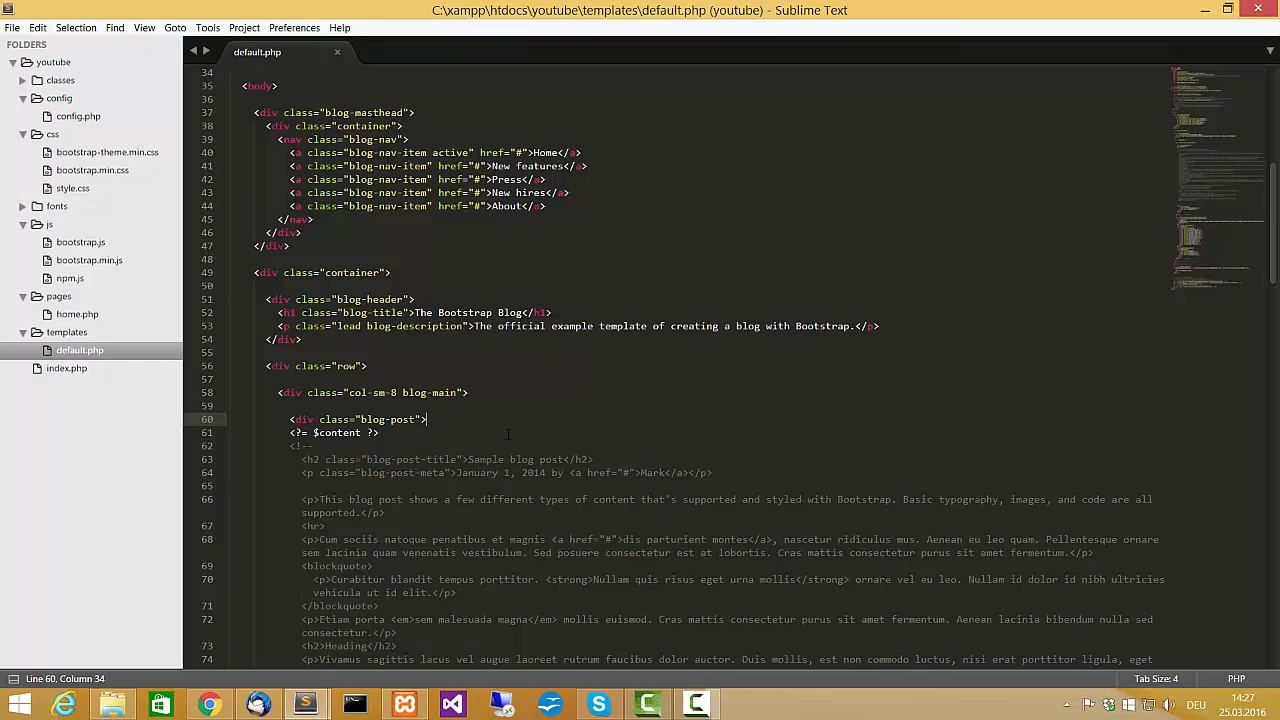 C:\xampp\htdocs\youtube\templates\default.php (youtube) - Sublime Text
File Edit Selection Find View Goto Tools Project Preferences Help
FOLDERS
youtube
classes
config
config.php
css
bootstrap-theme.min.css
bootstrap.min.css
style.css
fonts
js
bootstrap.js
bootstrap.min.js
npm.js
pages
home.php
templates
default.php
index.php
default.php
34
35 <body>
36
37 <div class="blog-masthead">
38 <div class="container">
39 <nav class="blog-nav">
40 <a class="blog-nav-item active" href="#">Home</a>
41 <a class="blog-nav-item" href="#">New features</a>
42 <a class="blog-nav-item" href="#">Press</a>
43 <a class="blog-nav-item" href="#">New hires</a>
44 <a class="blog-nav-item" href="#">About</a>
45 </nav>
46 </div>
47 </div>
48
49 <div class="container">
50
51 <div class="blog-header">
52 <h1 class="blog-title">The Bootstrap Blog</h1>
53 <p class="lead blog-description">The official example template of creating a blog with Bootstrap.</p>
54 </div>
55
56 <div class="row">
57
58 <div class="col-sm-8 blog-main">
59
60 <div class="blog-post">
61 <?= $content ?>
62 <!--
63 <h2 class="blog-post-title">Sample blog post</h2>
64 <p class="blog-post-meta">January 1, 2014 by <a href="#">Mark</a></p>
65
66 <p>This blog post shows a few different types of content that's supported and styled with Bootstrap. Basic typography, images, and code are all
supported.</p>
67 <hr>
68 <p>Cum sociis natoque penatibus et magnis <a href="#">dis parturient montes</a>, nascetur ridiculus mus. Aenean eu leo quam. Pellentesque ornare
sem lacinia quam venenatis vestibulum. Sed posuere consectetur est at lobortis. Cras mattis consectetur purus sit amet fermentum.</p>
69 <blockquote>
70 <p>Curabitur blandit tempus porttitor. <strong>Nullam quis risus eget urna mollis</strong> ornare vel eu leo. Nullam id dolor id nibh ultricies
vehicula ut id elit.</p>
71 </blockquote>
72 <p>Etiam porta <em>sem malesuada magna</em> mollis euismod. Cras mattis consectetur purus sit amet fermentum. Aenean lacinia bibendum nulla sed
consectetur.</p>
73 <h2>Heading</h2>
74 <p>Vivamus sagittis lacus vel augue laoreet rutrum faucibus dolor auctor. Duis mollis, est non commodo luctus, nisi erat porttitor ligula, eget
Line 60, Column 34
Tab Size: 4
PHP
DEU
14:27
25.03.2016